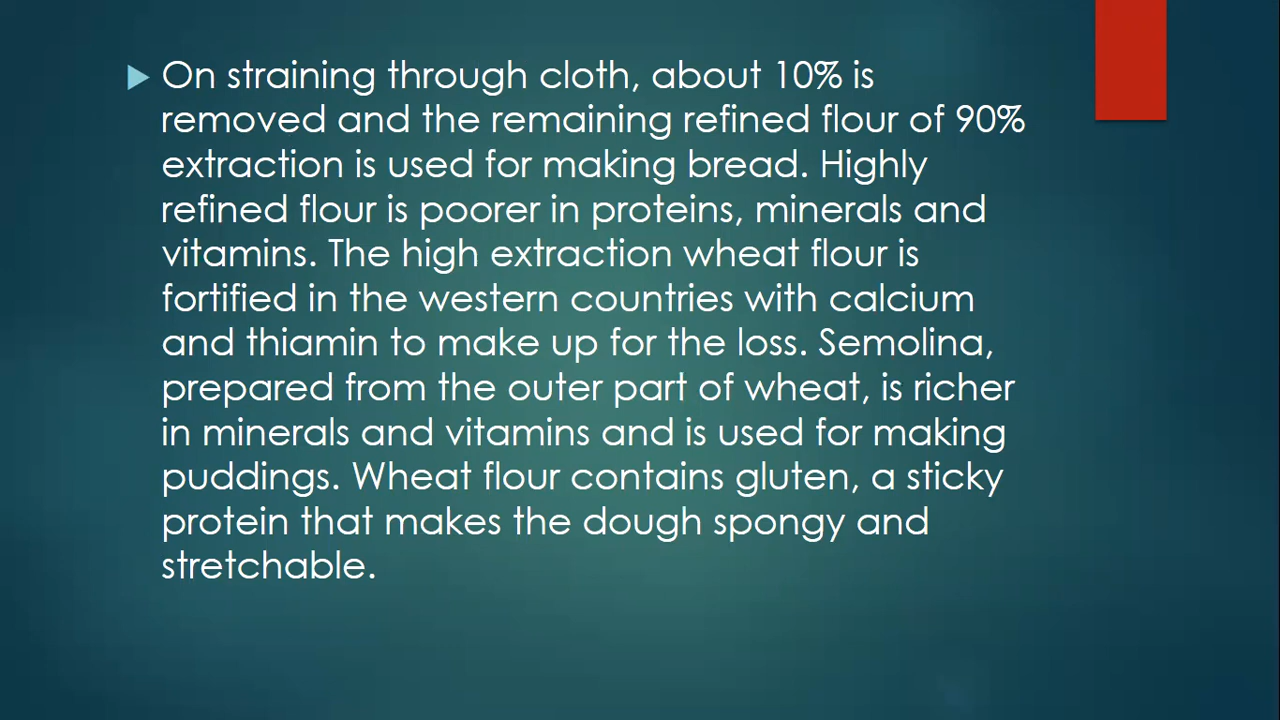 On straining through cloth, about 10% is
removed and the remaining refined flour of 90%
extraction is used for making bread. Highly
refined flour is poorer in proteins, minerals and
vitamins. The high extraction wheat flour is
fortified in the western countries with calcium
and thiamin to make up for the loss. Semolina,
prepared from the outer part of wheat, is richer
in minerals and vitamins and is used for making
puddings. Wheat flour contains gluten, a sticky
protein that makes the dough spongy and
stretchable.